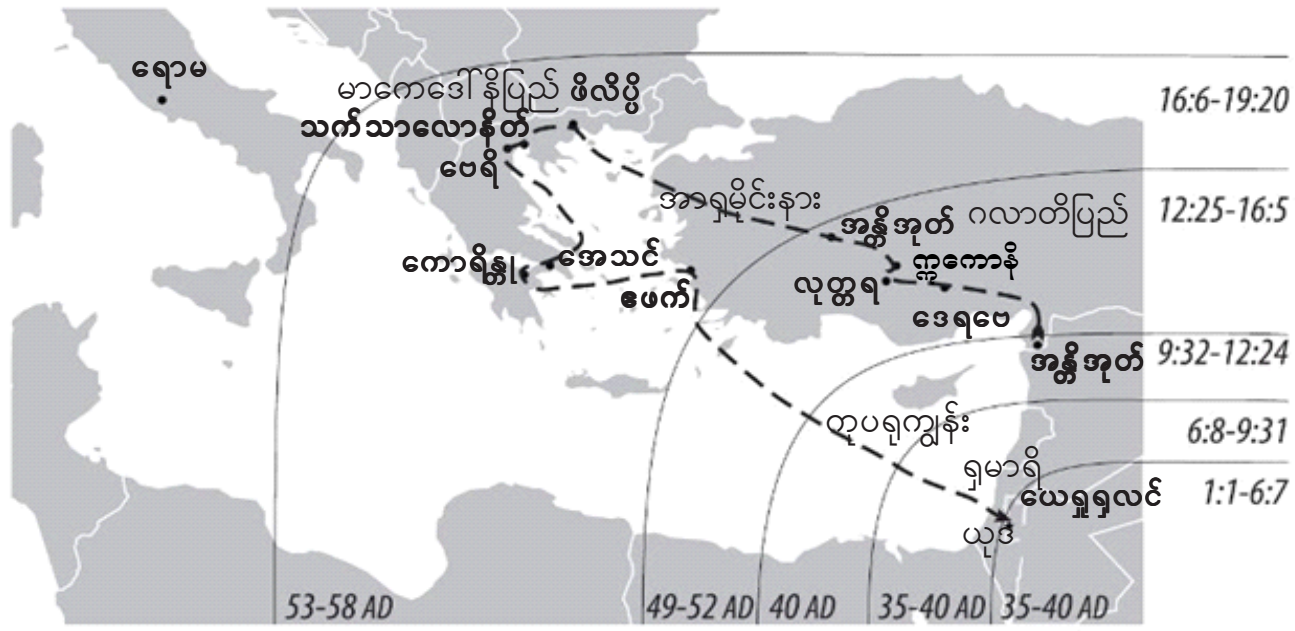 ရောမ
မာကေဒေါနိပြည် ဖိလိပ္ပိ
16:6-19:20
သက်သာလောနိတ်
ဗေရိ
အာရှမိုင်းနား
12:25-16:5
အန္တိအုတ် ဂလာတိပြည်
ကောရိန္တု အေသင်
ဣကောနိ
လုတ္တရ
ဧဖက်
ဒေရဗေ
အန္တိအုတ် 9:32-12:24
တုပရုကျွန်း
6:8-9:31
ရှမာရိ
ယေရှုရှလင် 1:1-6:7
ယုဒ
53-58 AD 49-52 AD 40 AD 35-40 AD 35-40 AD